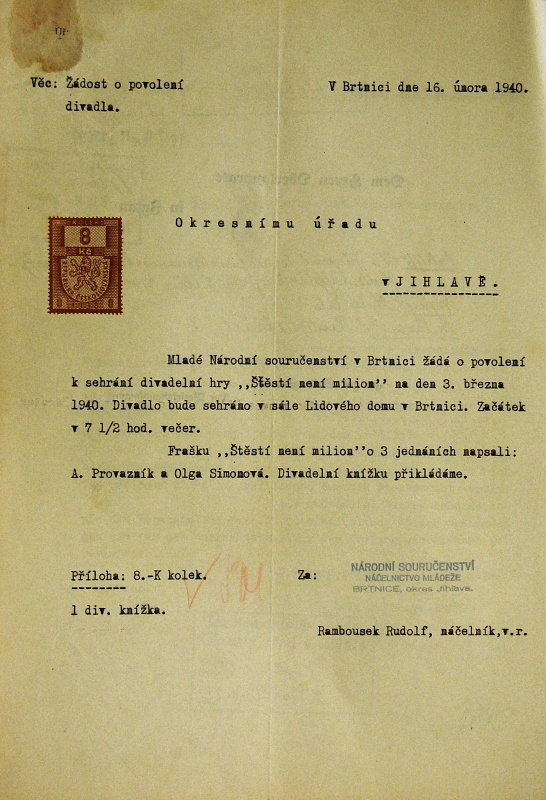 Věc: Žádost o povolení
divadla.
V Brtnici dne 16. února 1940.
8
Kč
Okresnímu úřadu
v JIHLAVĚ.
Mladé Národní souručenství v Brtnici žádá o povolení
k sehrání divadelní hry ,,Štěstí není milion'' na den 3. března
1940. Divadlo bude sehráno v sále Lidového domu v Brtnici. Začátek
v 7 1/2 hod. večer.
Frašku ,,Štěstí není milion''o 3 jednáních napsali:
A. Provazník a Olga Simonová. Divadelní knížku přikládáme.
Příloha: 8.-K kolek.
1 div. knížka.
Za:
NÁRODNÍ SOURUČENSTVÍ
NÁČELNICTVO MLÁDEŽE
BRTNICE, okres Jihlava.
Rambousek Rudolf, náčelník,v.r.